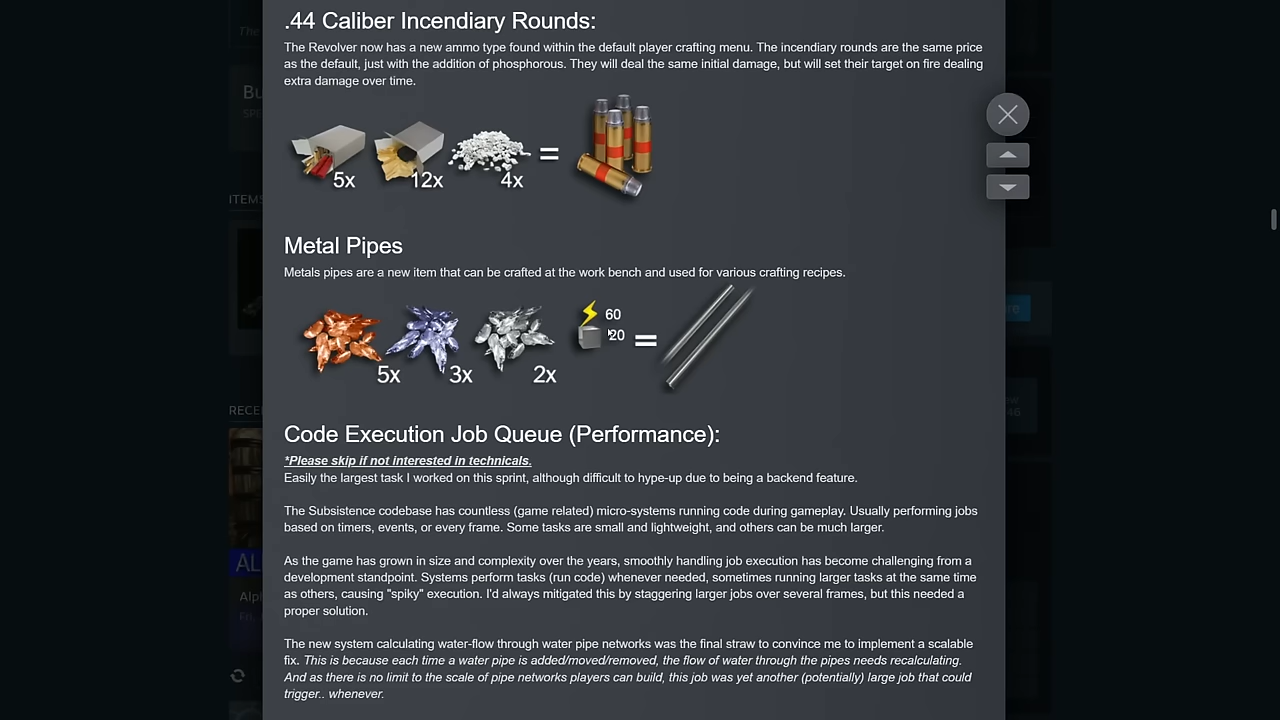 The
.44 Caliber Incendiary Rounds:
The Revolver now has a new ammo type found within the default player crafting menu. The incendiary rounds are the same price
as the default, just with the addition of phosphorous. They will deal the same initial damage, but will set their target on fire dealing
extra damage over time.
Bu
SPE
5x 12x 4x =
ITEMS
Metal Pipes
Metals pipes are a new item that can be crafted at the work bench and used for various crafting recipes.
60
20 =
5x 3x 2x
RECE
Code Execution Job Queue (Performance):
*Please skip if not interested in technicals.
Easily the largest task I worked on this sprint, although difficult to hype-up due to being a backend feature.
The Subsistence codebase has countless (game related) micro-systems running code during gameplay. Usually performing jobs
based on timers, events, or every frame. Some tasks are small and lightweight, and others can be much larger.
As the game has grown in size and complexity over the years, smoothly handling job execution has become challenging from a
development standpoint. Systems perform tasks (run code) whenever needed, sometimes running larger tasks at the same time
as others, causing "spiky" execution. I'd always mitigated this by staggering larger jobs over several frames, but this needed a
proper solution.
AL
Alph
Fri,
The new system calculating water-flow through water pipe networks was the final straw to convince me to implement a scalable
fix. This is because each time a water pipe is added/moved/removed, the flow of water through the pipes needs recalculating.
And as there is no limit to the scale of pipe networks players can build, this job was yet another (potentially) large job that could
trigger.. whenever.